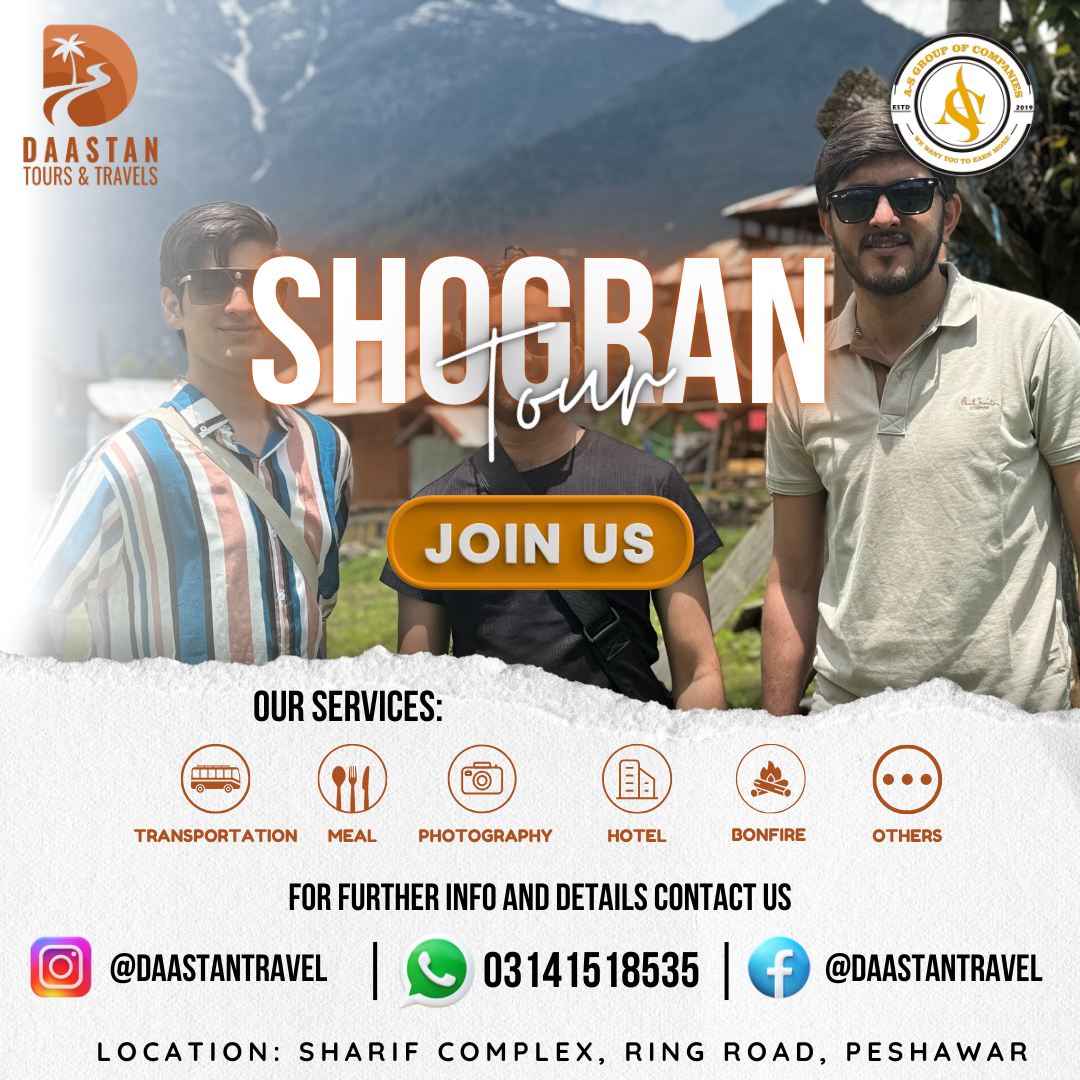 DAASTAN
TOURS & TRAVELS
A-S GROUP OF COMPANIES
ESTD 2019
WE WANT YOU TO EARN MORE
SHOGRAN
Tour
JOIN US
OUR SERVICES:
TRANSPORTATION MEAL PHOTOGRAPHY HOTEL BONFIRE OTHERS
FOR FURTHER INFO AND DETAILS CONTACT US
@DAASTANTRAVEL | 03141518535 | @DAASTANTRAVEL
LOCATION: SHARIF COMPLEX, RING ROAD, PESHAWAR